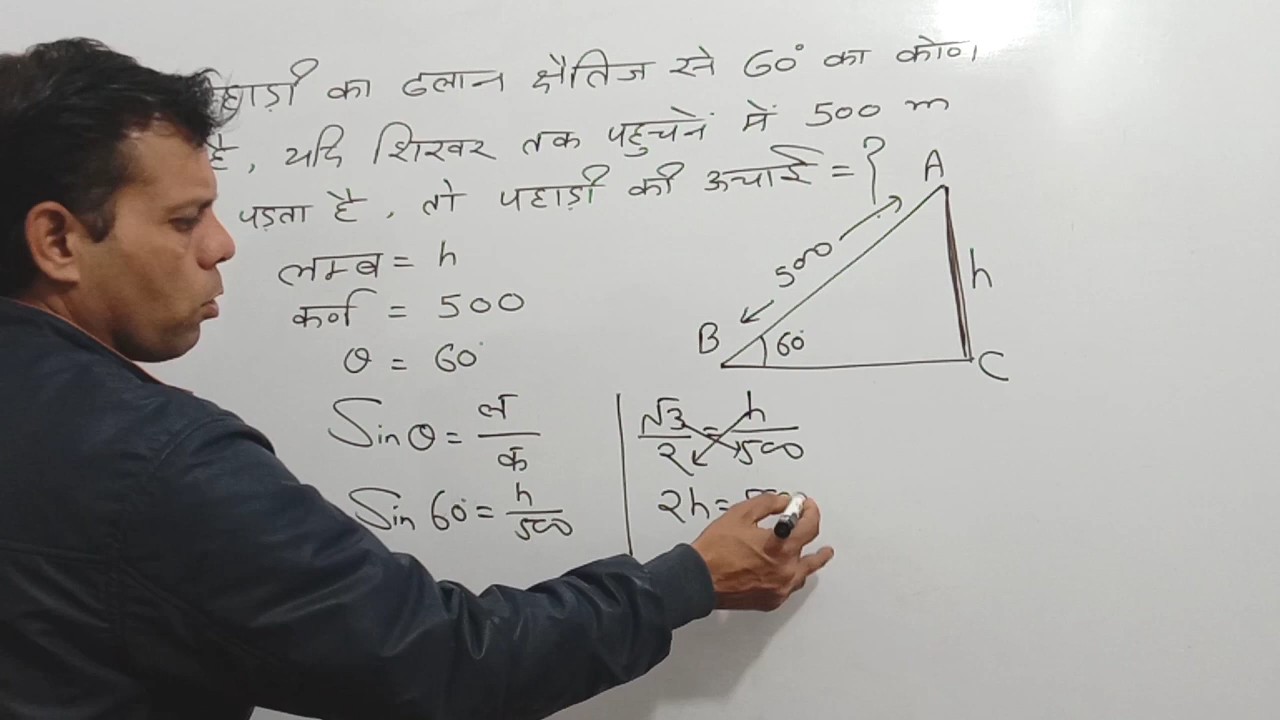 पहाड़ी का ढलान क्षैतिज से 60° का कोण
है, यदि शिखर तक पहुचनें में 500 m
पड़ता है, तो पहाड़ी की ऊचाई = ?
लम्ब = h
कर्ण = 500
θ = 60°
Sin θ = ल / क
Sin 60° = h / 500
√3 / 2 = h / 500
2h =
A
500
h
B
60°
C